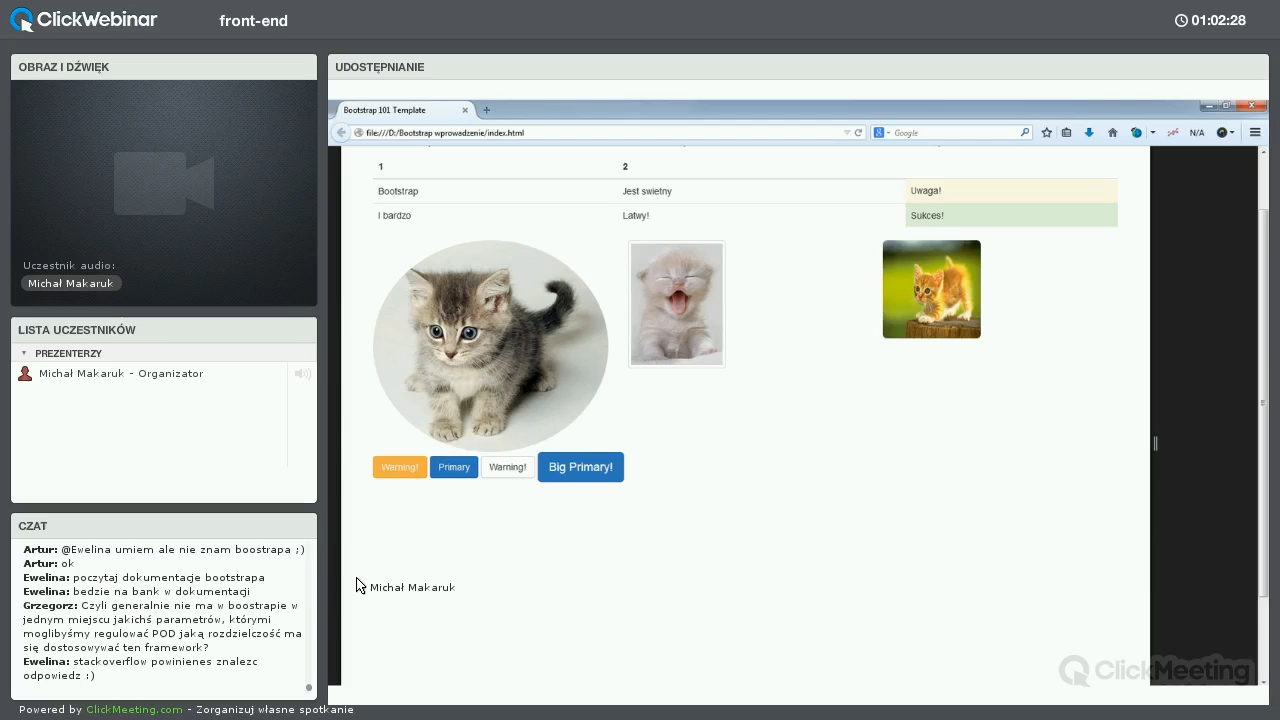 ClickWebinar
front-end
01:02:28
OBRAZ I DŹWIĘK
Uczestnik audio:
Michał Makaruk
LISTA UCZESTNIKÓW
PREZENTERZY
Michał Makaruk - Organizator
CZAT
Artur: @Ewelina umiem ale nie znam boostrapa ;)
Artur: ok
Ewelina: poczytaj dokumentacje bootstrapa
Ewelina: bedzie na bank w dokumentacji
Grzegorz: Czyli generalnie nie ma w boostrapie w
jednym miejscu jakichś parametrów, którymi
moglibyśmy regulować POD jaką rozdzielczość ma
się dostosowywać ten framework?
Ewelina: stackoverflow powinienes znalezc
odpowiedz :)
Powered by ClickMeeting.com - Zorganizuj własne spotkanie
UDOSTĘPNIANIE
Bootstrap 101 Template
file:///D:/Bootstrap wprowadzenie/index.html
Google
N/A
1 2
Bootstrap Jest swietny Uwaga!
I bardzo Latwy! Sukces!
Warning! Primary Warning! Big Primary!
Michał Makaruk
ClickMeeting